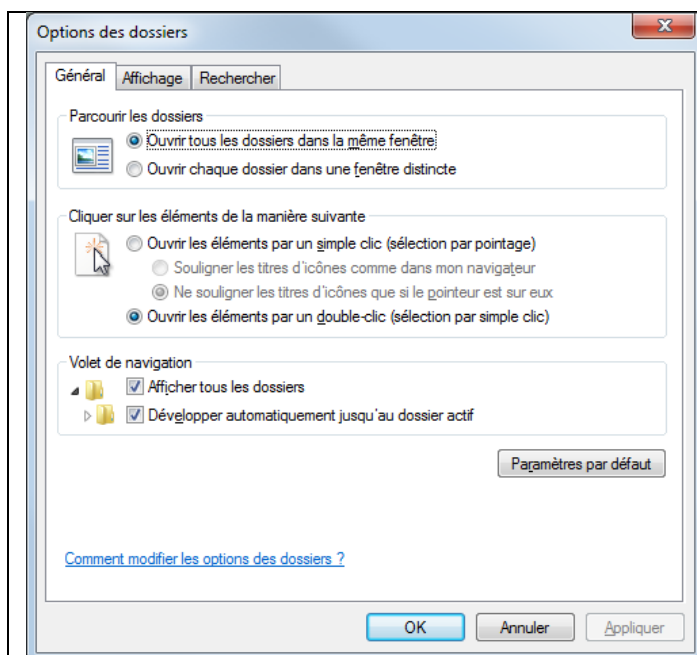 Options des dossiers
Général Affichage Rechercher
Parcourir les dossiers
Ouvrir tous les dossiers dans la même fenêtre
Ouvrir chaque dossier dans une fenêtre distincte
Cliquer sur les éléments de la manière suivante
Ouvrir les éléments par un simple clic (sélection par pointage)
Souligner les titres d'icônes comme dans mon navigateur
Ne souligner les titres d'icônes que si le pointeur est sur eux
Ouvrir les éléments par un double-clic (sélection par simple clic)
Volet de navigation
Afficher tous les dossiers
Développer automatiquement jusqu'au dossier actif
Paramètres par défaut
Comment modifier les options des dossiers ?
OK Annuler Appliquer